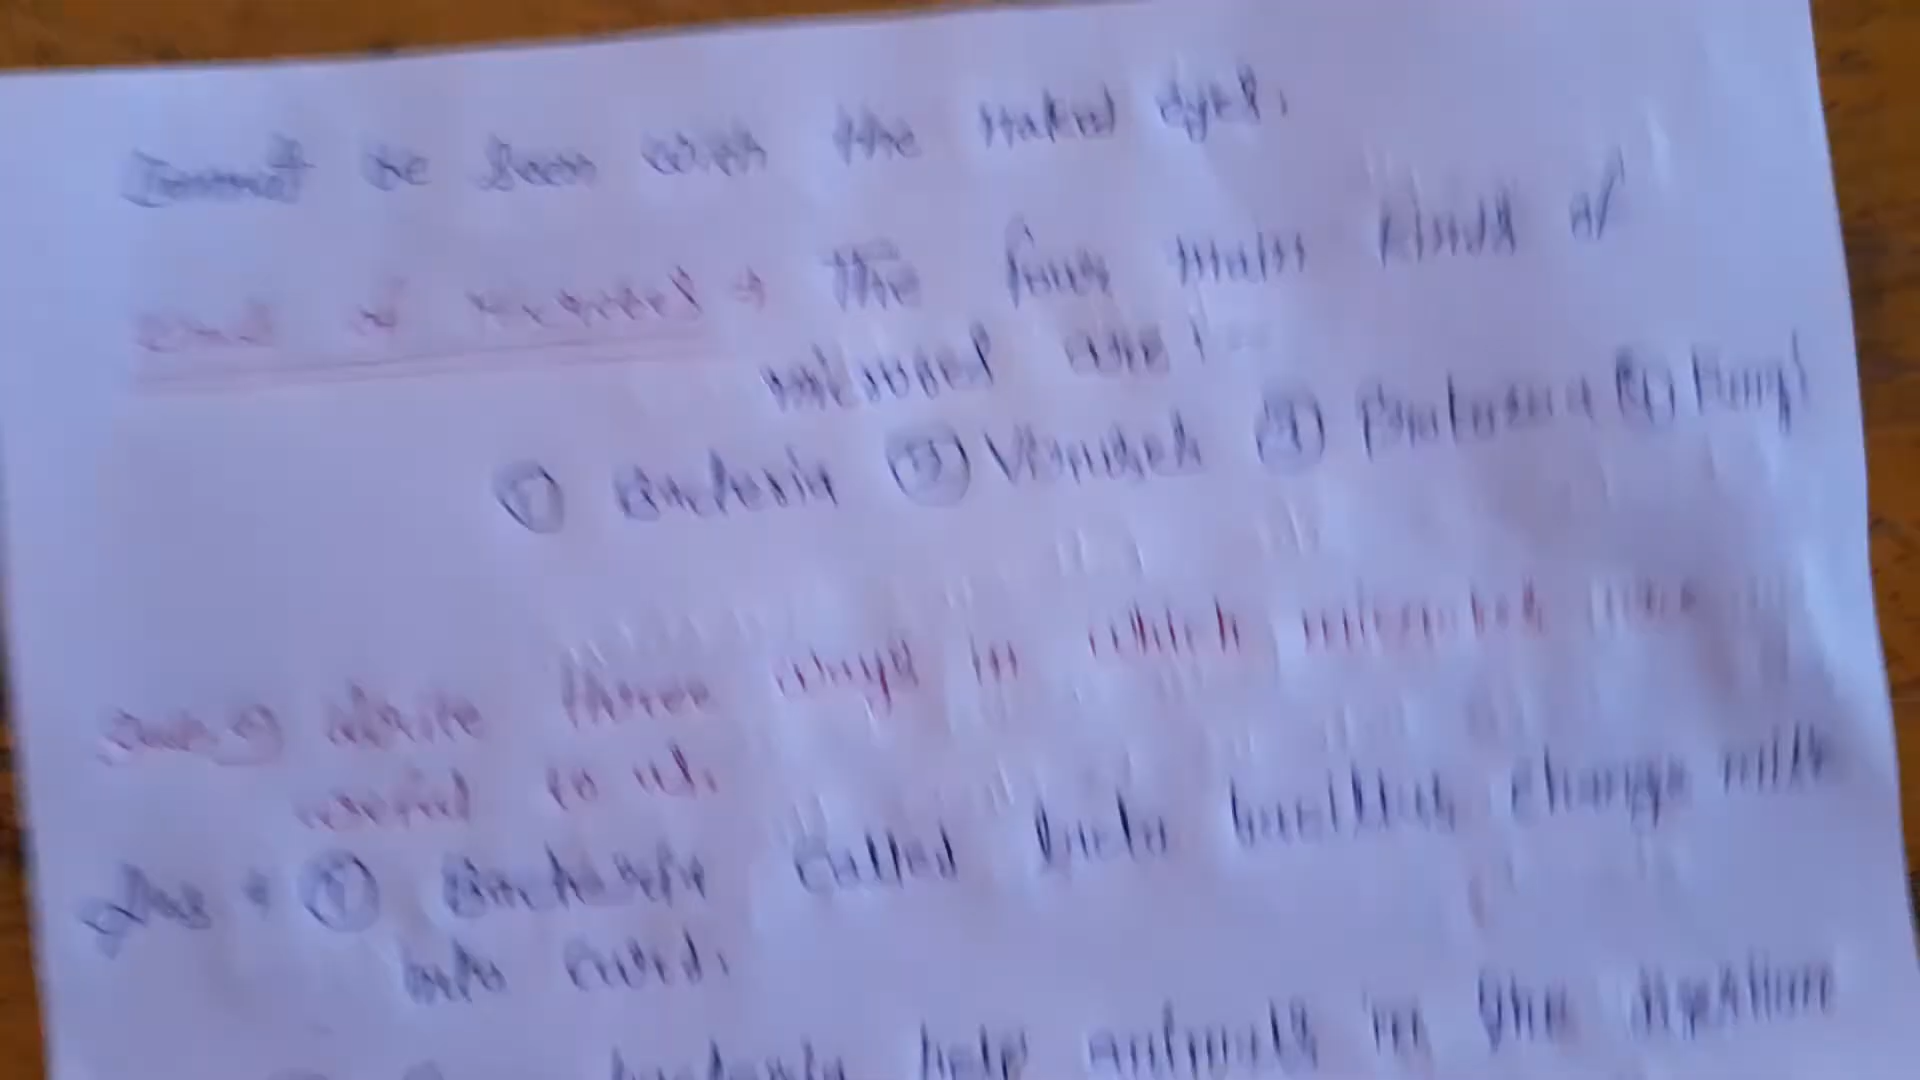 cannot be seen with the naked eyes.
of → The four main kinds of
microbes are :-
① Bacteria ② Viruses ③ Protozoa ④ Fungi
write three ways in which microbes are
useful to us.
Ans → ① Bacteria called lacto bacillus change milk
into curd.
help animals in the digestion